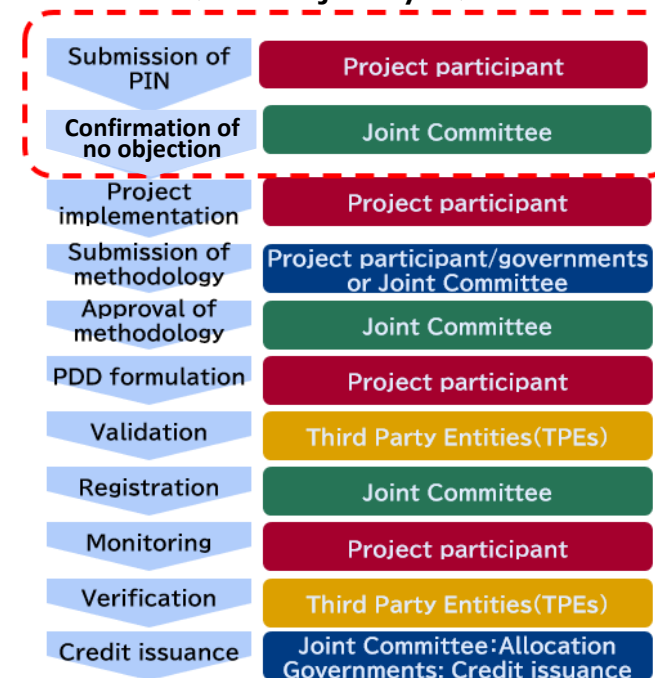 Submission of
PIN
Project participant
Confirmation of
no objection
Joint Committee
Project
implementation
Project participant
Submission of
methodology
Project participant/governments
or Joint Committee
Approval of
methodology
Joint Committee
PDD formulation
Project participant
Validation
Third Party Entities(TPEs)
Registration
Joint Committee
Monitoring
Project participant
Verification
Third Party Entities(TPEs)
Credit issuance
Joint Committee:Allocation
Governments: Credit issuance